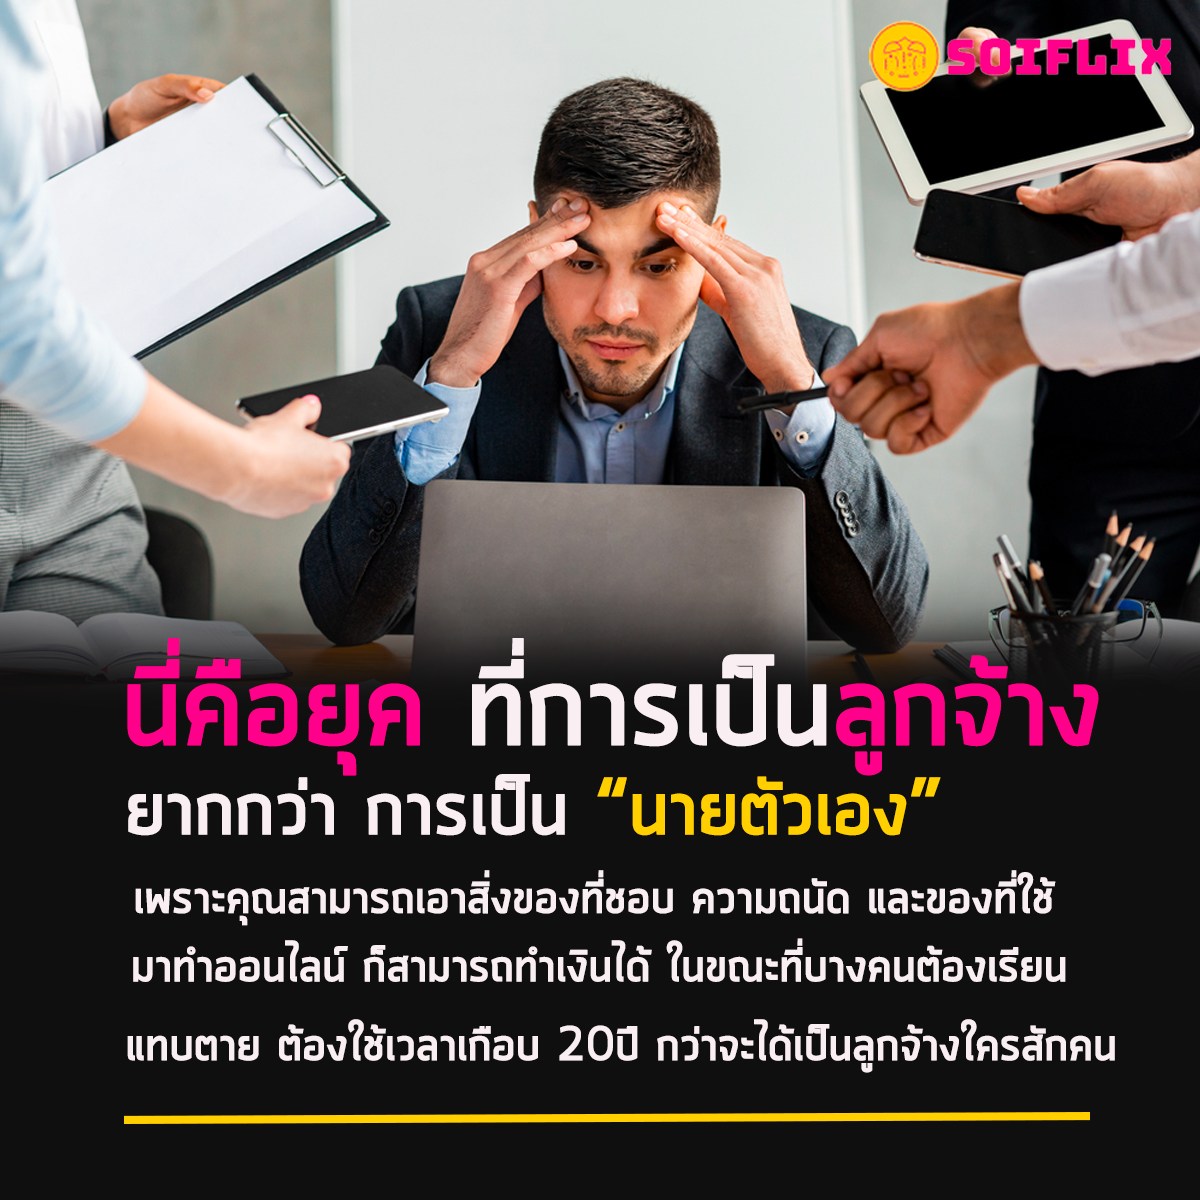 SOIFLIX
นี่คือยุค ที่การเป็นลูกจ้าง
ยากกว่า การเป็น “นายตัวเอง”
เพราะคุณสามารถเอาสิ่งของที่ชอบ ความถนัด และของที่ใช้
มาทำออนไลน์ ก็สามารถทำเงินได้ ในขณะที่บางคนต้องเรียน
แทบตาย ต้องใช้เวลาเกือบ 20ปี กว่าจะได้เป็นลูกจ้างใครสักคน